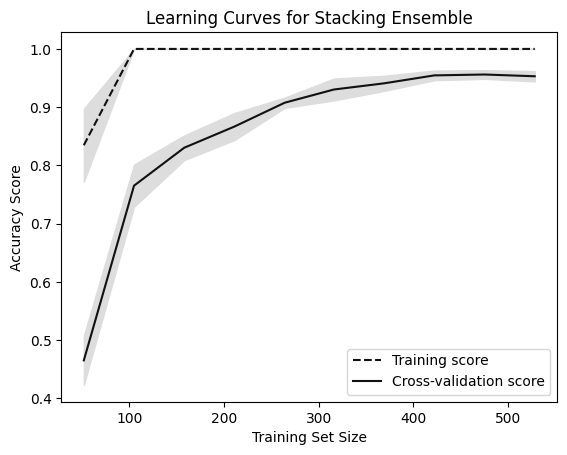 Learning Curves for Stacking Ensemble
1.0
0.9
0.8
0.7
0.6
0.5
0.4
Accuracy Score
Training score
Cross-validation score
100
200
300
400
500
Training Set Size